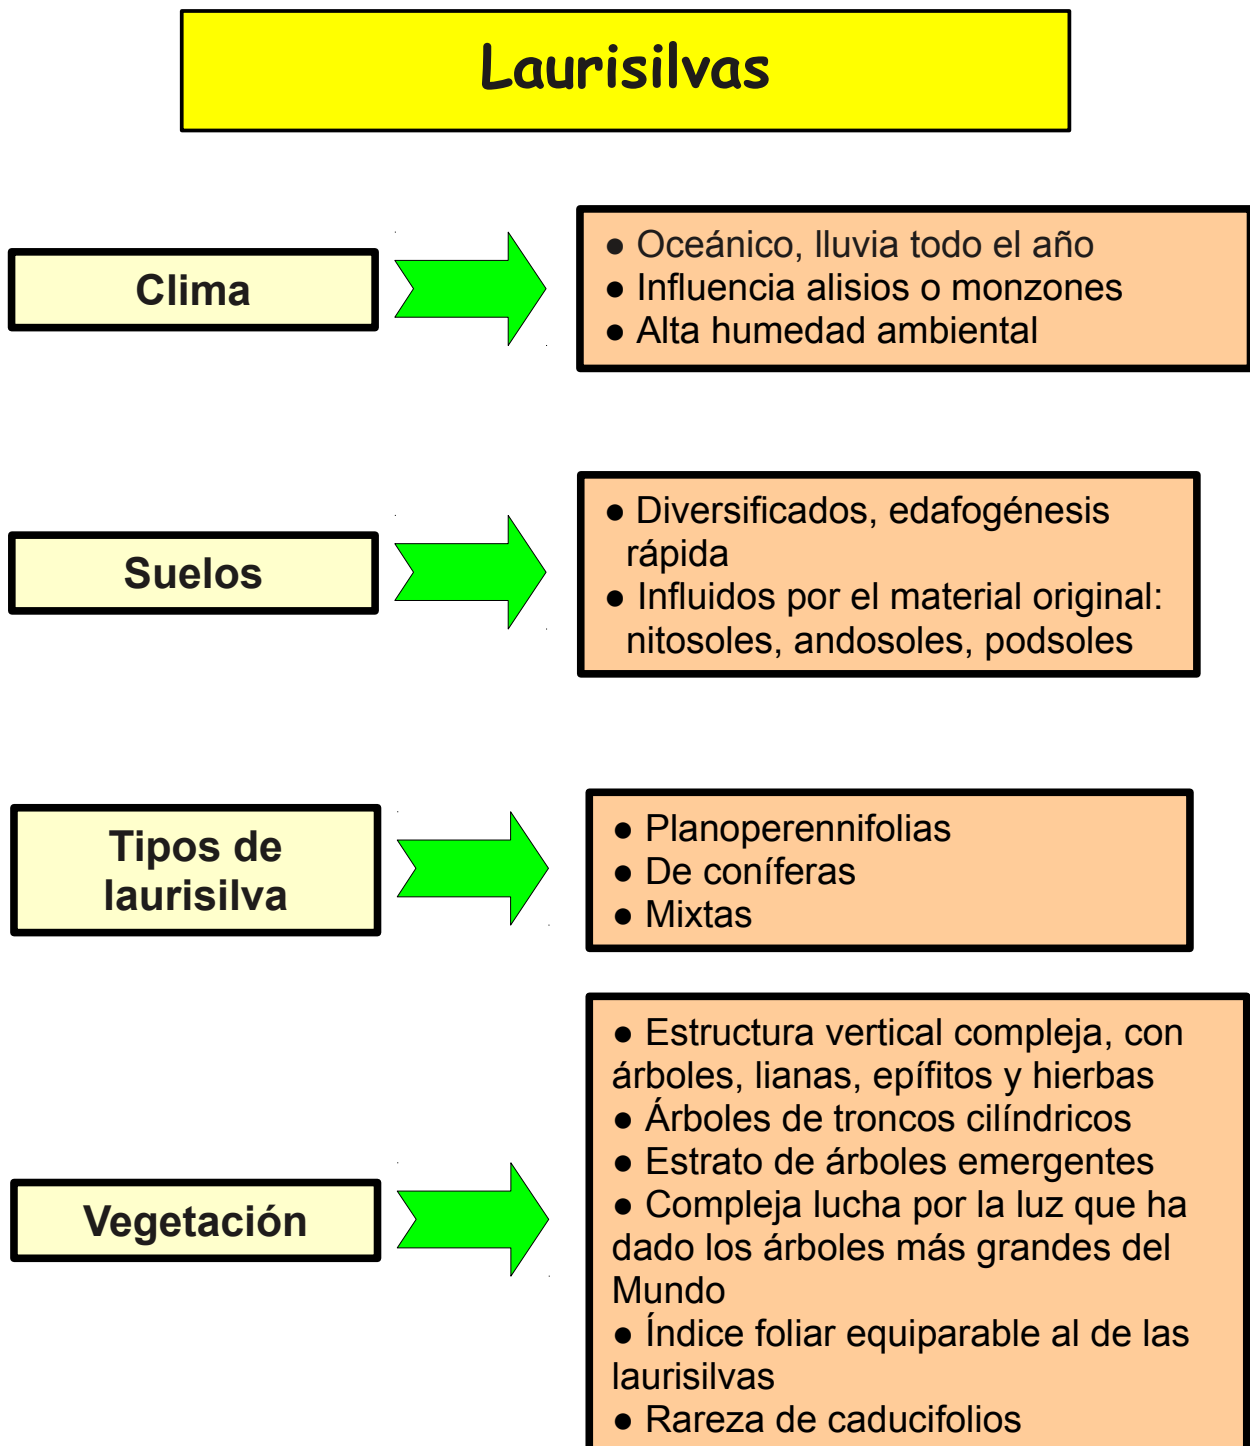 Laurisilvas
Clima
● Oceánico, lluvia todo el año
● Influencia alisios o monzones
● Alta humedad ambiental
Suelos
● Diversificados, edafogénesis
rápida
● Influidos por el material original:
nitosoles, andosoles, podsoles
Tipos de
laurisilva
● Planoperennifolias
● De coníferas
● Mixtas
Vegetación
● Estructura vertical compleja, con
árboles, lianas, epífitos y hierbas
● Árboles de troncos cilíndricos
● Estrato de árboles emergentes
● Compleja lucha por la luz que ha
dado los árboles más grandes del
Mundo
● Índice foliar equiparable al de las
laurisilvas
● Rareza de caducifolios